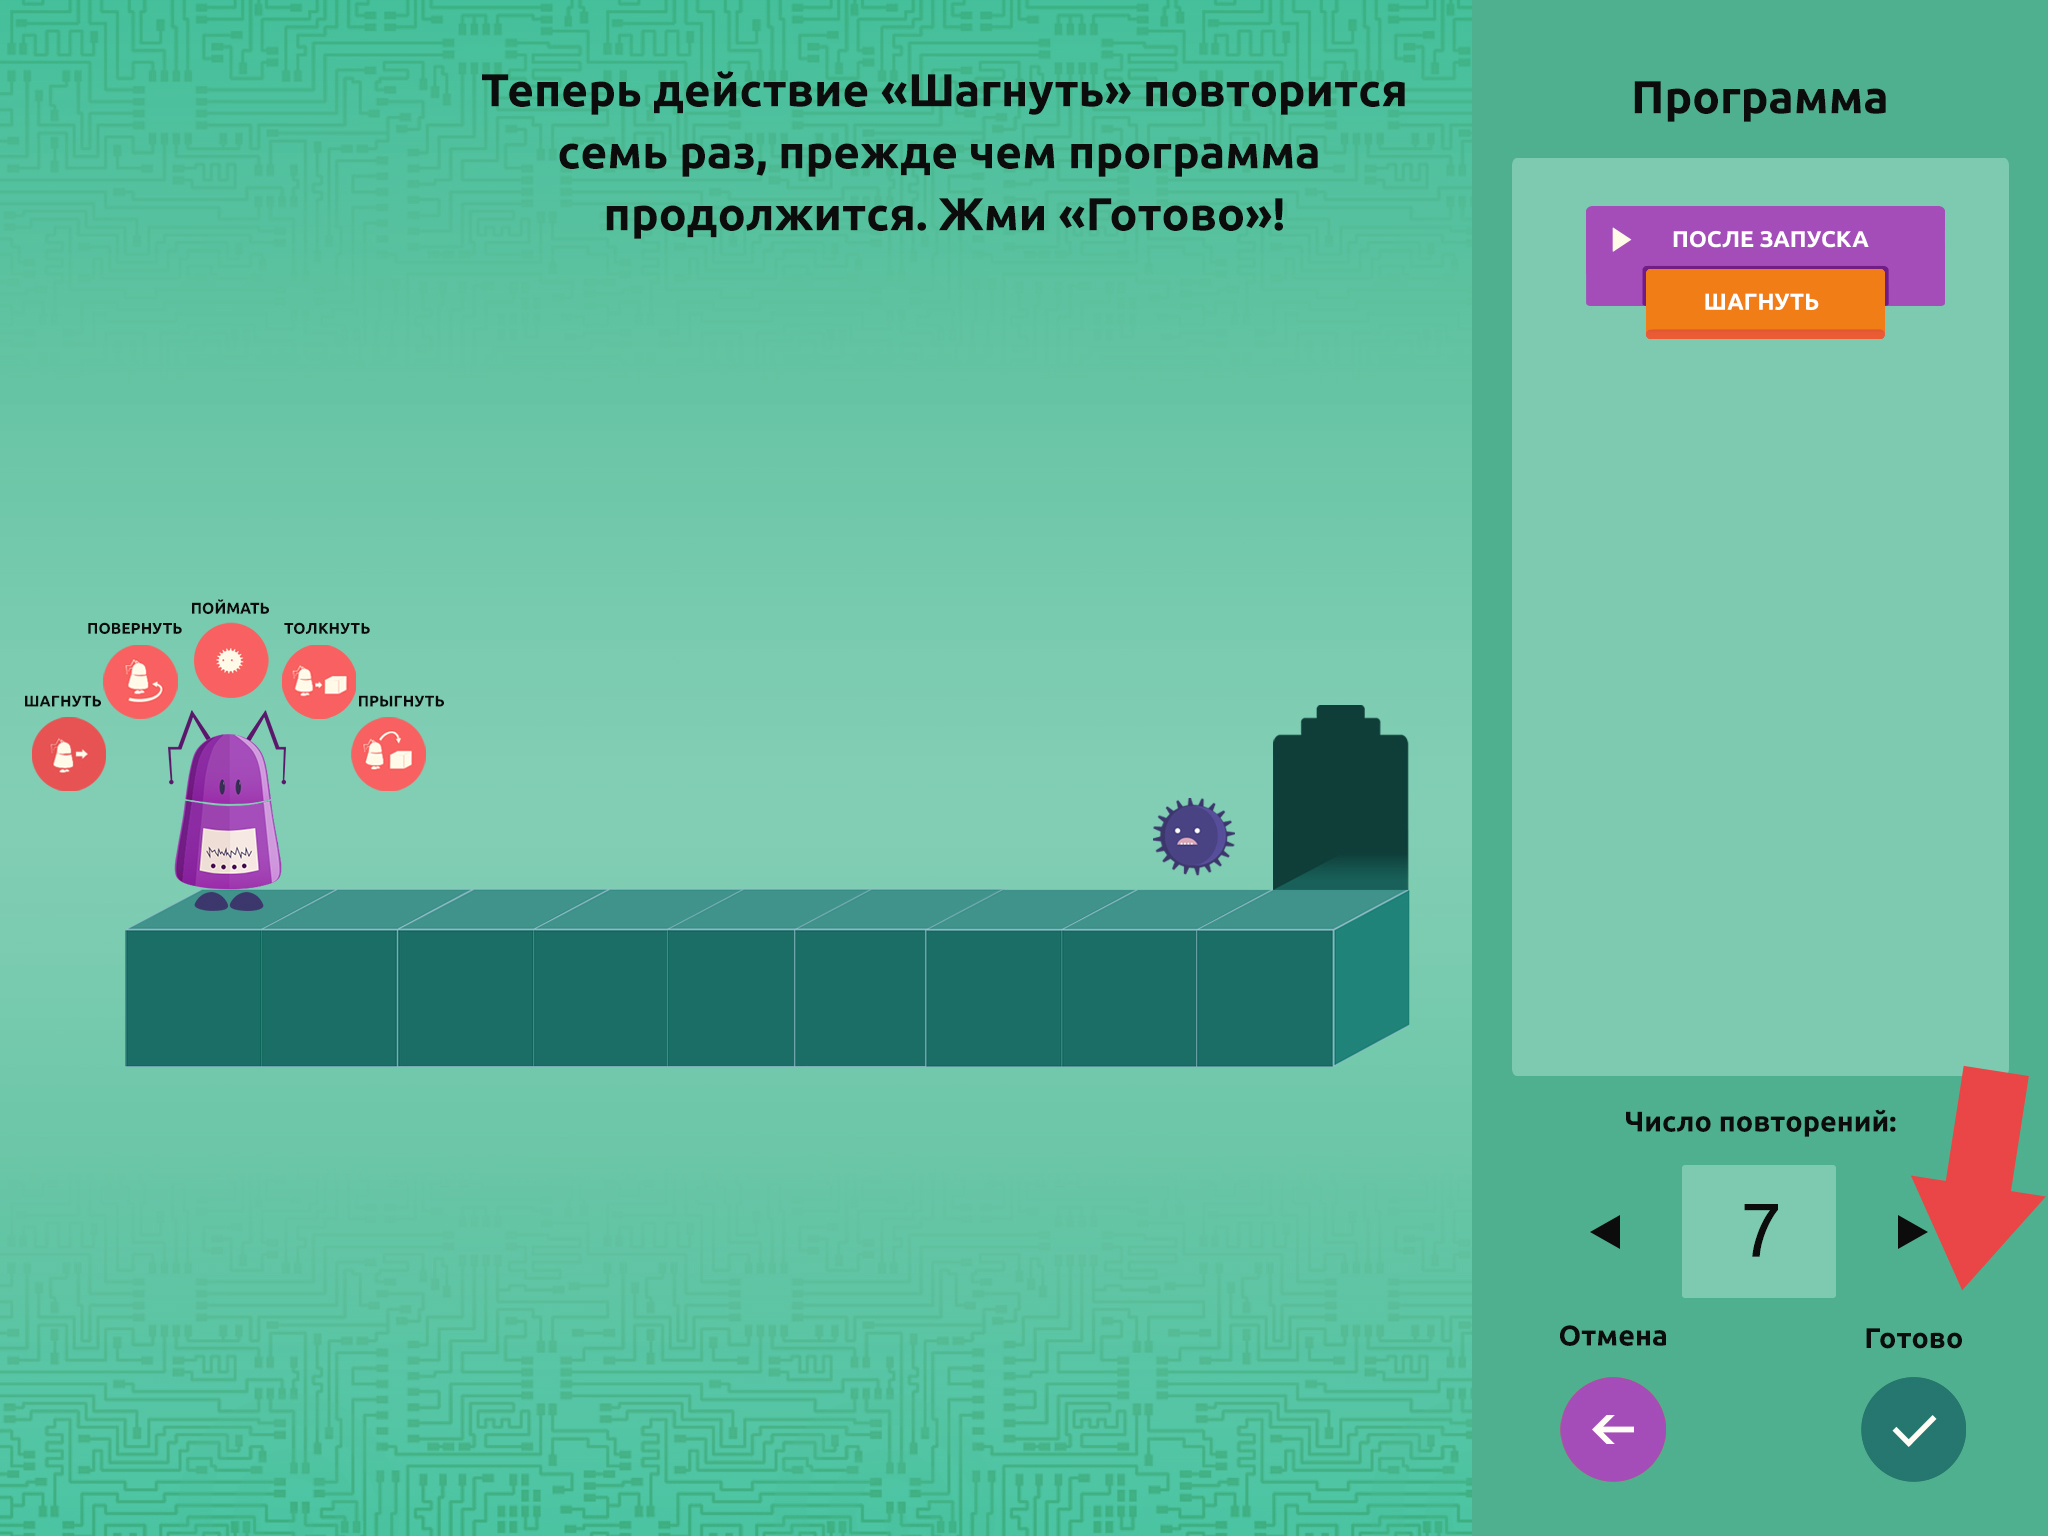 Теперь действие «Шагнуть» повторится
семь раз, прежде чем программа
продолжится. Жми «Готово»!
ПОЙМАТЬ
ПОВЕРНУТЬ
ТОЛКНУТЬ
ШАГНУТЬ
ПРЫГНУТЬ
Программа
ПОСЛЕ ЗАПУСКА
ШАГНУТЬ
Число повторений:
7
Отмена
Готово